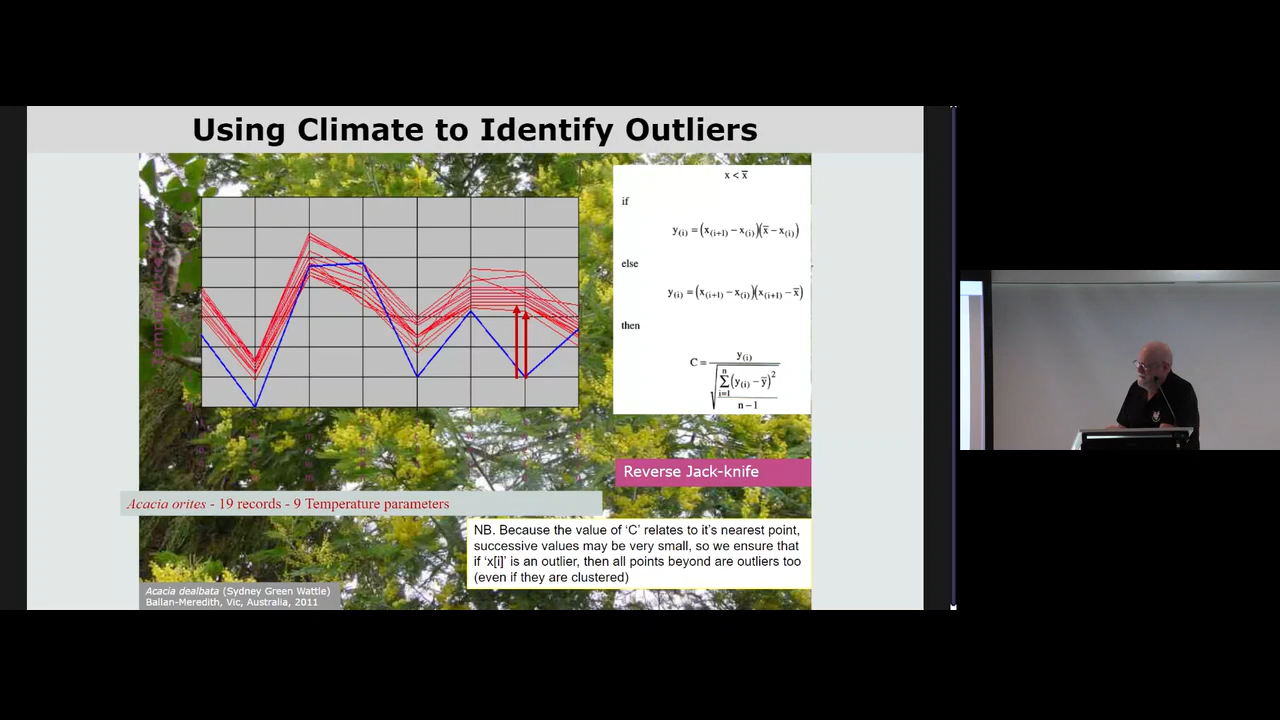 Using Climate to Identify Outliers
x < x̄
if
y(i) = (x(i+1) − x(i))(x̄ − x(i))
else
y(i) = (x(i+1) − x(i))(x(i+1) − x̄)
then
C = y(i) / √( Σ i=1 n (y(i) − ȳ)² / n − 1 )
Reverse Jack-knife
Acacia orites - 19 records - 9 Temperature parameters
NB. Because the value of ‘C’ relates to it’s nearest point,
successive values may be very small, so we ensure that
if ‘x[i]’ is an outlier, then all points beyond are outliers too
(even if they are clustered)
Acacia dealbata (Sydney Green Wattle)
Ballan-Meredith, Vic, Australia, 2011